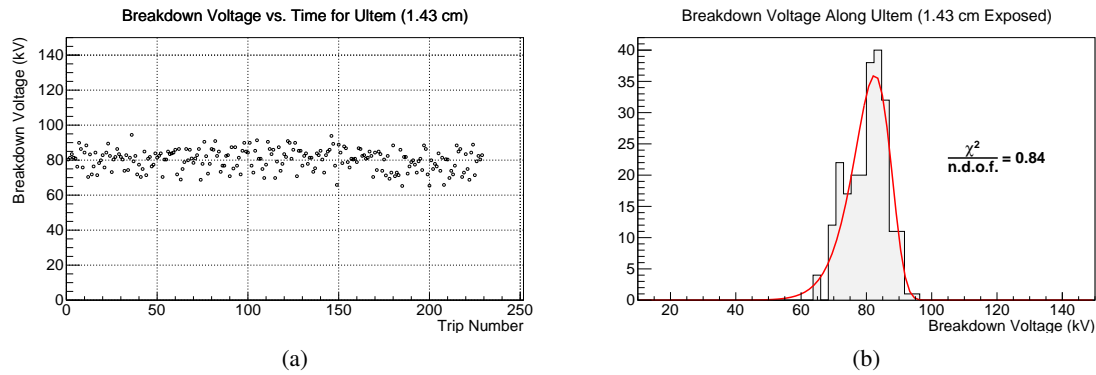 Breakdown Voltage vs. Time for Ultem (1.43 cm)
Breakdown Voltage (kV)
140
120
100
80
60
40
20
0
0 50 100 150 200 250
Trip Number
(a)
Breakdown Voltage Along Ultem (1.43 cm Exposed)
40
35
30
25
20
15
10
5
0
χ²
n.d.o.f. = 0.84
20 40 60 80 100 120 140
Breakdown Voltage (kV)
(b)